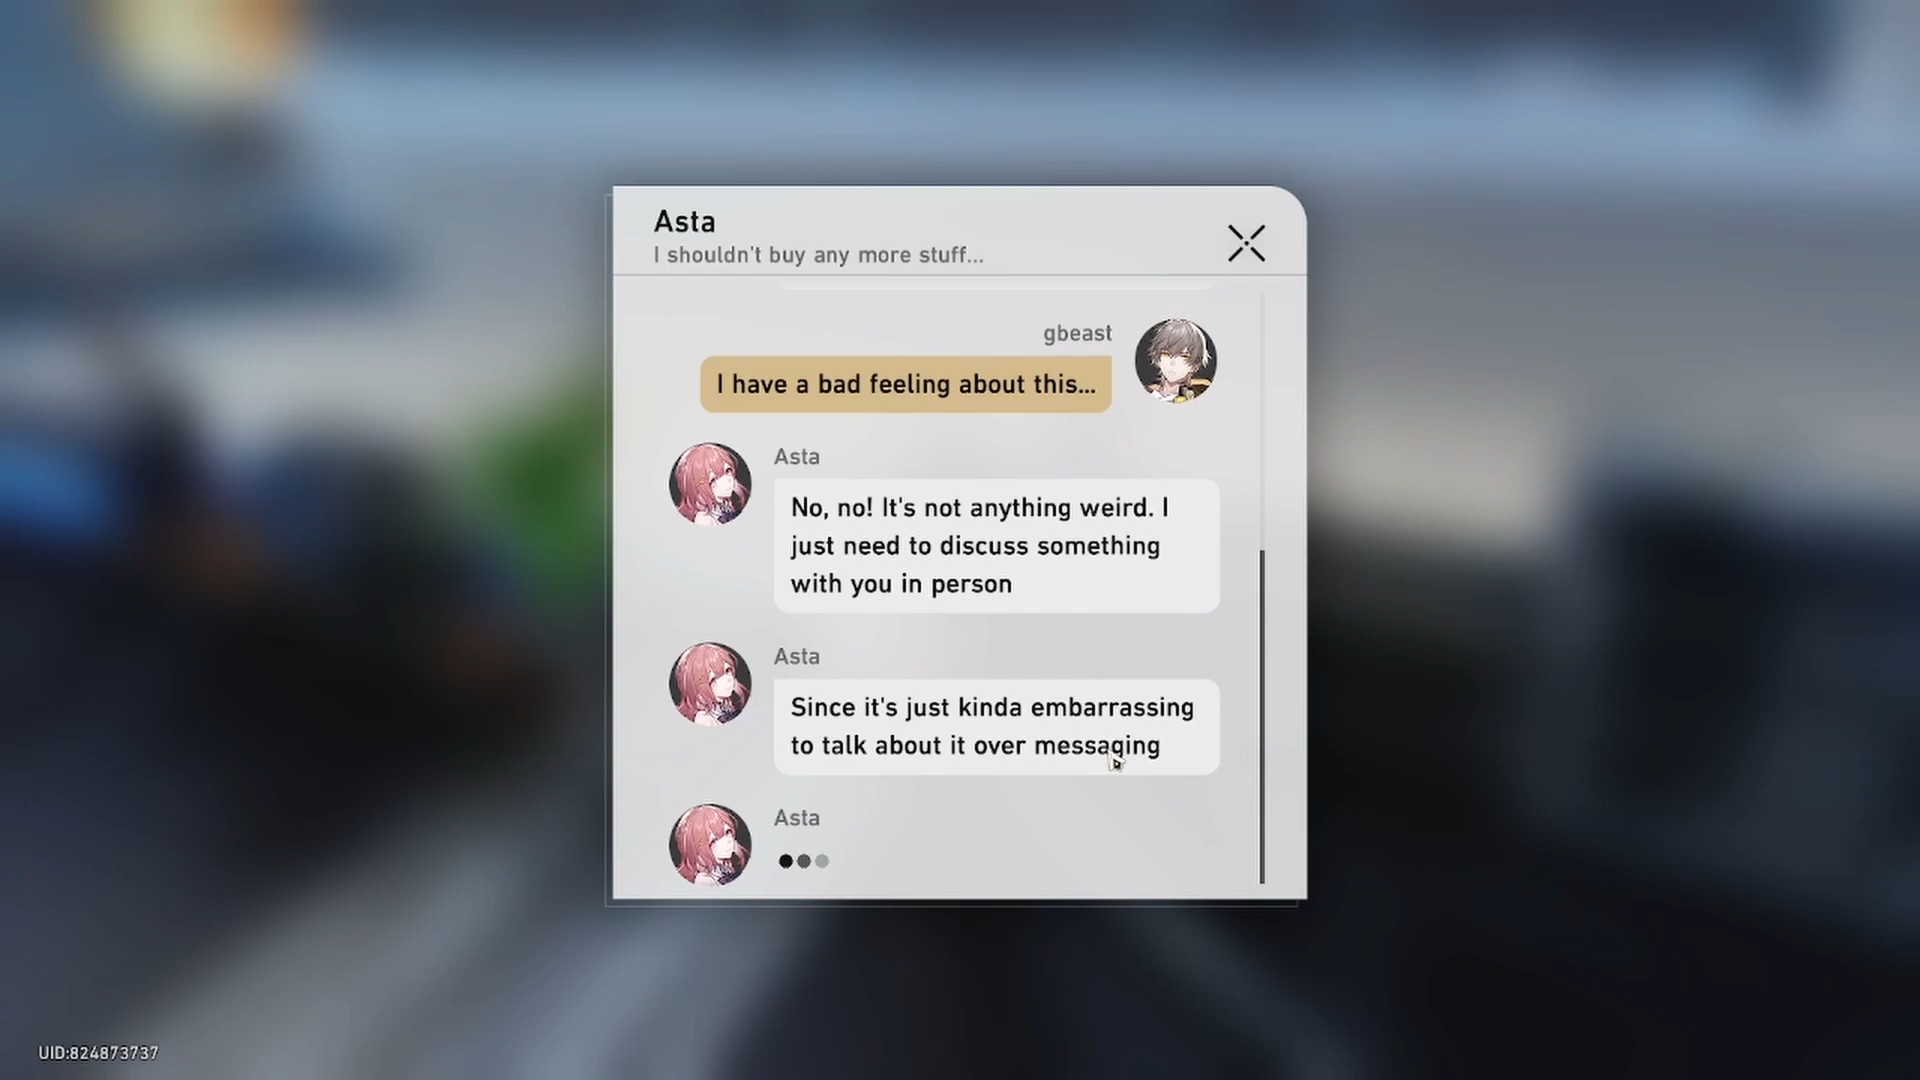 Asta
I shouldn't buy any more stuff...
gbeast
I have a bad feeling about this...
Asta
No, no! It's not anything weird. I
just need to discuss something
with you in person
Asta
Since it's just kinda embarrassing
to talk about it over messaging
Asta
UID:824873737